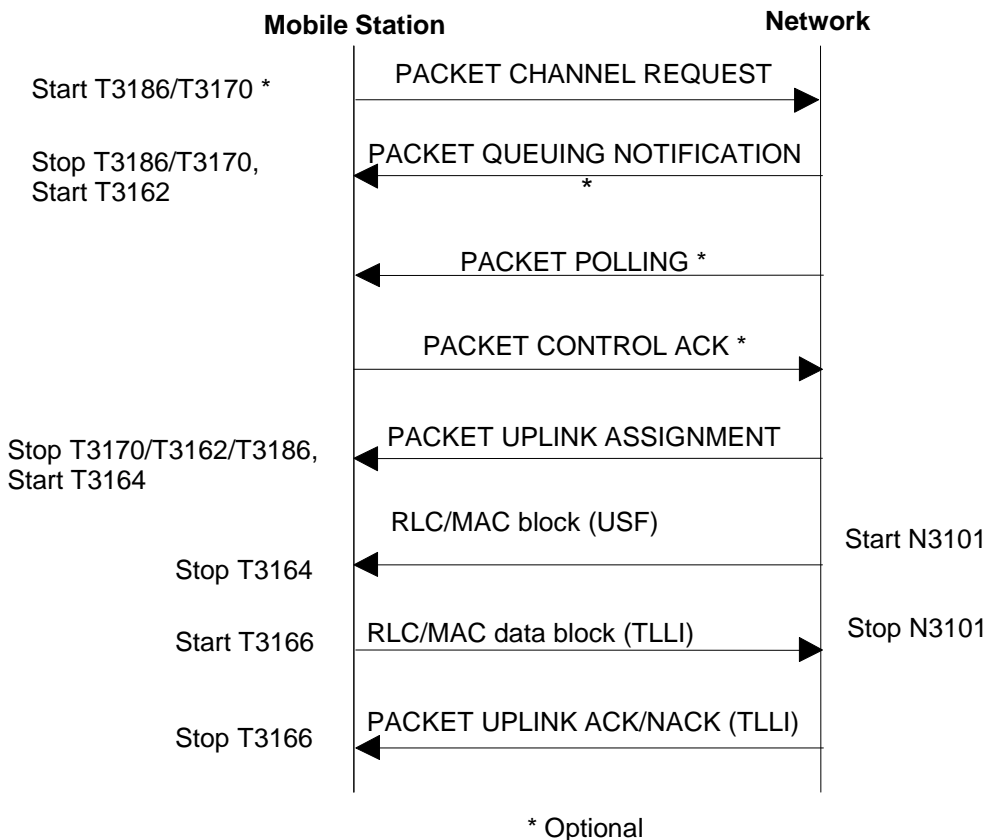 Mobile Station
Network
Start T3186/T3170 *
PACKET CHANNEL REQUEST
Stop T3186/T3170,
Start T3162
PACKET QUEUING NOTIFICATION
*
PACKET POLLING *
PACKET CONTROL ACK *
Stop T3170/T3162/T3186,
Start T3164
PACKET UPLINK ASSIGNMENT
RLC/MAC block (USF)
Start N3101
Stop T3164
Start T3166
RLC/MAC data block (TLLI)
Stop N3101
PACKET UPLINK ACK/NACK (TLLI)
Stop T3166
* Optional